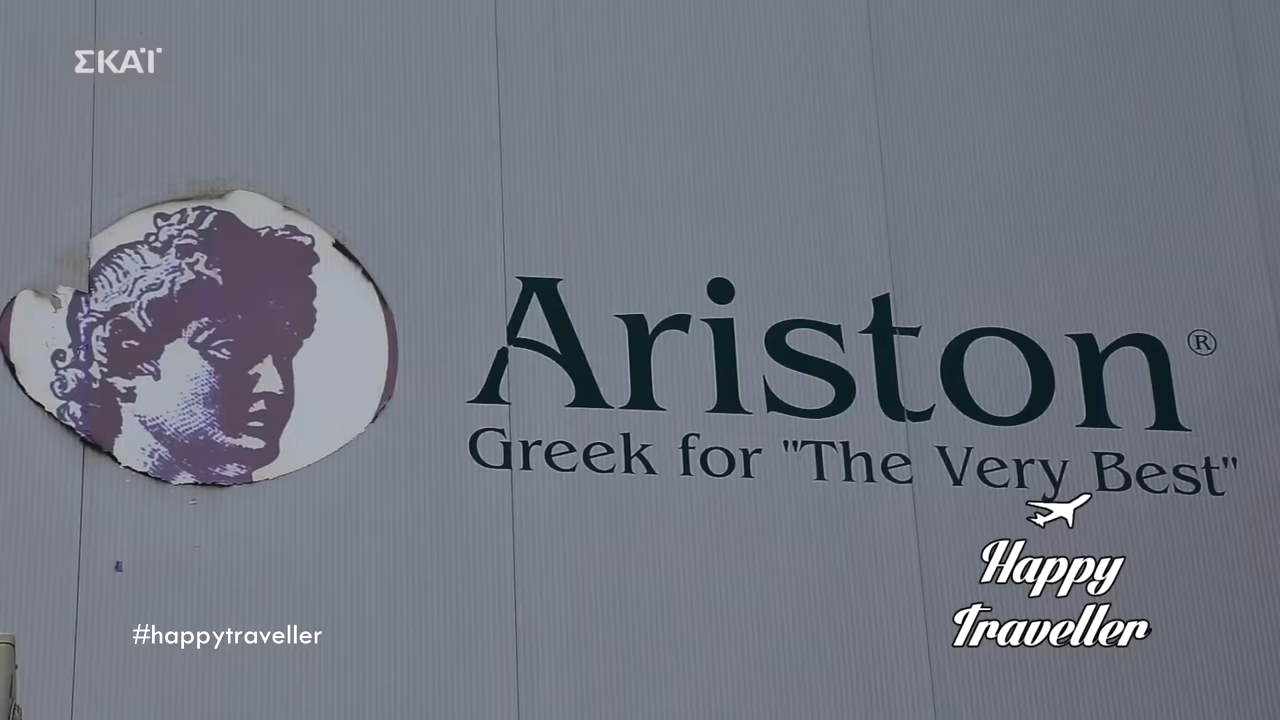 ΣΚΑΪ
Ariston®
Greek for "The Very Best"
Happy
Traveller
#happytraveller